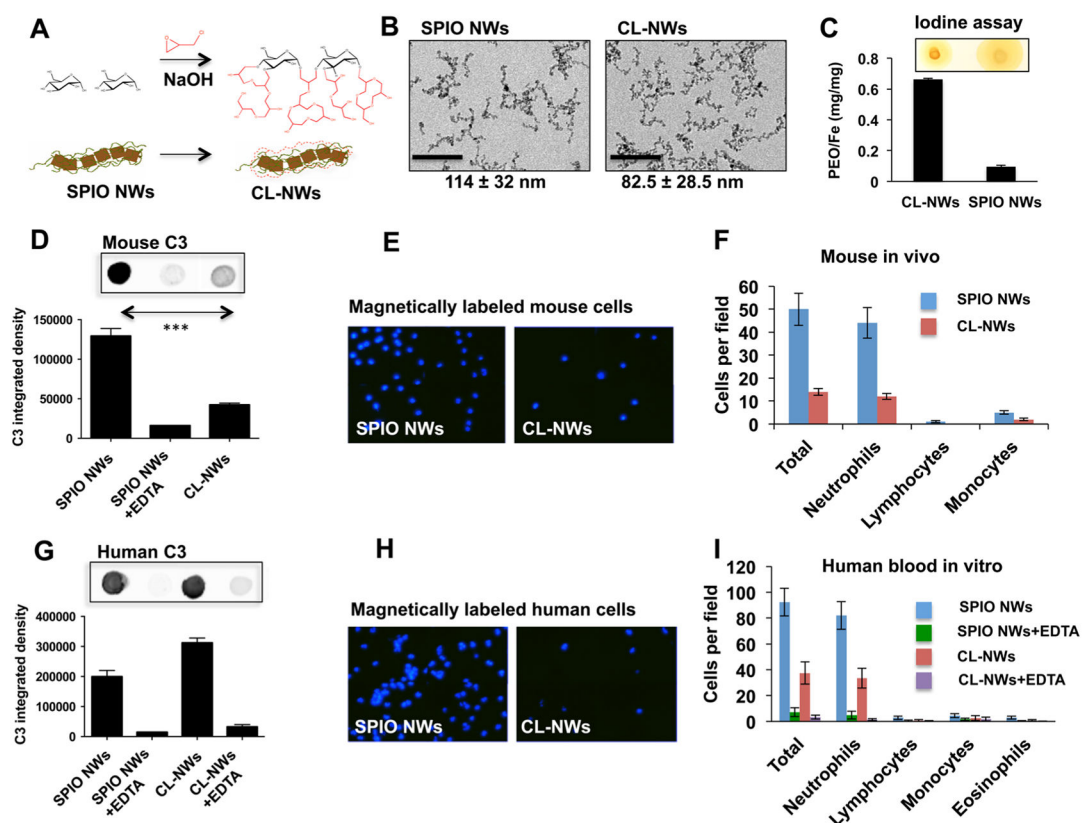 A
NaOH
SPIO NWs
CL-NWs
B
SPIO NWs
CL-NWs
114 ± 32 nm
82.5 ± 28.5 nm
C
Iodine assay
PEO/Fe (mg/mg)
0.6
0.4
0.2
0
CL-NWs
SPIO NWs
D
Mouse C3
***
C3 integrated density
150000
100000
50000
0
SPIO NWs
SPIO NWs
+EDTA
CL-NWs
E
Magnetically labeled mouse cells
SPIO NWs
CL-NWs
F
Mouse in vivo
SPIO NWs
CL-NWs
Cells per field
60
50
40
30
20
10
0
Total
Neutrophils
Lymphocytes
Monocytes
G
Human C3
C3 integrated density
400000
300000
200000
100000
0
SPIO NWs
SPIO NWs
+EDTA
CL-NWs
CL-NWs
+EDTA
H
Magnetically labeled human cells
SPIO NWs
CL-NWs
I
Human blood in vitro
SPIO NWs
SPIO NWs+EDTA
CL-NWs
CL-NWs+EDTA
Cells per field
120
100
80
60
40
20
0
Total
Neutrophils
Lymphocytes
Monocytes
Eosinophils